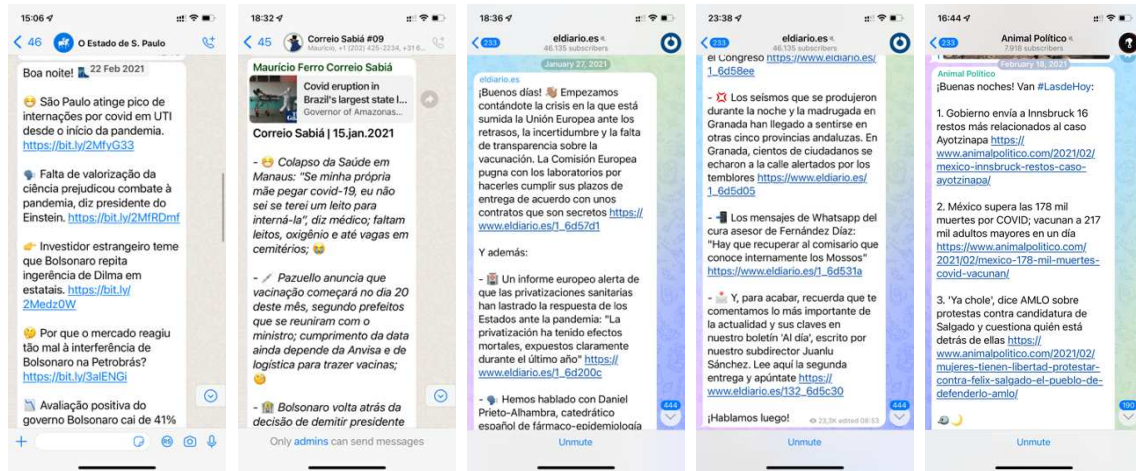 15:06
46
O Estado de S. Paulo
22 Feb 2021
Boa noite!
São Paulo atinge pico de
internações por covid em UTI
desde o início da pandemia.
https://bit.ly/2MfyG33
Falta de valorização da
ciência prejudicou combate à
pandemia, diz presidente do
Einstein. https://bit.ly/2MfRDmf
Investidor estrangeiro teme
que Bolsonaro repita
ingerência de Dilma em
estatais. https://bit.ly/
2Medz0W
Por que o mercado reagiu
tão mal à interferência de
Bolsonaro na Petrobrás?
https://bit.ly/3alENGi
Avaliação positiva do
governo Bolsonaro cai de 41%
18:32
45
Correio Sabiá #09
Maurício, +1 (202) 425-2234, +31 6...
Maurício Ferro Correio Sabiá
Covid eruption in
Brazil's largest state l...
Governor of Amazonas...
Correio Sabiá | 15.jan.2021
- Colapso da Saúde em
Manaus: "Se minha própria
mãe pegar covid-19, eu não
sei se terei um leito para
interná-la", diz médico; faltam
leitos, oxigênio e até vagas em
cemitérios;
- Pazuello anuncia que
vacinação começará no dia 20
deste mês, segundo prefeitos
que se reuniram com o
ministro; cumprimento da data
ainda depende da Anvisa e de
logística para trazer vacinas;
- Bolsonaro volta atrás da
decisão de demitir presidente
Only admins can send messages
18:36
233
eldiario.es
46.135 subscribers
January 27, 2021
eldiario.es
¡Buenos días! Empezamos
contándote la crisis en la que está
sumida la Unión Europea ante los
retrasos, la incertidumbre y la falta
de transparencia sobre la
vacunación. La Comisión Europea
pugna con los laboratorios por
hacerles cumplir sus plazos de
entrega de acuerdo con unos
contratos que son secretos https://
www.eldiario.es/1_6d57d1
Y además:
- Un informe europeo alerta de
que las privatizaciones sanitarias
han lastrado la respuesta de los
Estados ante la pandemia: "La
privatización ha tenido efectos
mortales, expuestos claramente
durante el último año" https://
www.eldiario.es/1_6d200c
- Hemos hablado con Daniel
Prieto-Alhambra, catedrático
español de fármaco-epidemiología
444
Unmute
23:38
233
eldiario.es
46.135 subscribers
el Congreso https://www.eldiario.es/
1_6d58ee
- Los seísmos que se produjeron
durante la noche y la madrugada en
Granada han llegado a sentirse en
otras cinco provincias andaluzas. En
Granada, cientos de ciudadanos se
echaron a la calle alertados por los
temblores https://www.eldiario.es/
1_6d5d05
- Los mensajes de Whatsapp del
cura asesor de Fernández Díaz:
"Hay que recuperar al comisario que
conoce internamente los Mossos"
https://www.eldiario.es/1_6d531a
- Y, para acabar, recuerda que te
comentamos lo más importante de
la actualidad y sus claves en
nuestro boletín 'Al día', escrito por
nuestro subdirector Juanlu
Sánchez. Lee aquí la segunda
entrega y apúntate https://
www.eldiario.es/132_6d5c30
¡Hablamos luego!
23,3K edited 08:53
444
Unmute
16:44
233
Animal Político
7.918 subscribers
February 18, 2021
Animal Político
¡Buenas noches! Van #LasdeHoy:
1. Gobierno envía a Innsbruck 16
restos más relacionados al caso
Ayotzinapa https://
www.animalpolitico.com/2021/02/
mexico-innsbruck-restos-caso-
ayotzinapa/
2. México supera las 178 mil
muertes por COVID; vacunan a 217
mil adultos mayores en un día
https://www.animalpolitico.com/
2021/02/mexico-178-mil-muertes-
covid-vacunan/
3. 'Ya chole', dice AMLO sobre
protestas contra candidatura de
Salgado y cuestiona quién está
detrás de ellas https://
www.animalpolitico.com/2021/02/
mujeres-tienen-libertad-protestar-
contra-felix-salgado-el-pueblo-de-
defenderlo-amlo/
190
Unmute